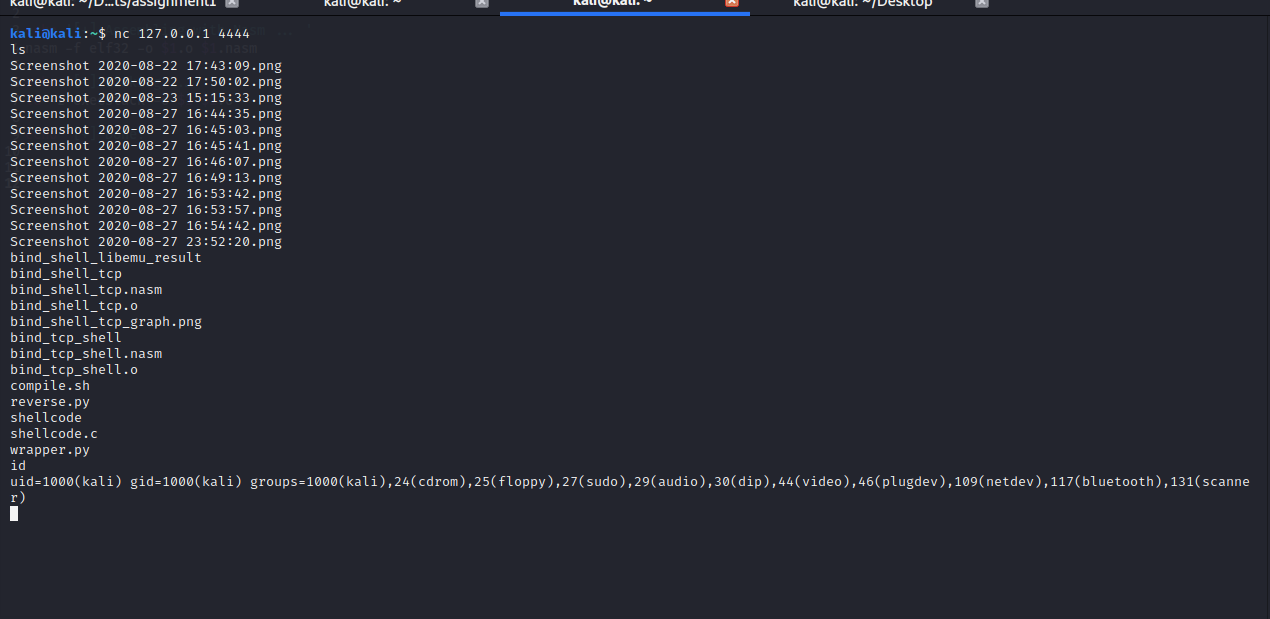 kali@kali: ~/D...ts/assignment1
kali@kali: ~
kali@kali: ~
kali@kali: ~/Desktop
kali@kali:~$ nc 127.0.0.1 4444
ls
Screenshot 2020-08-22 17:43:09.png
Screenshot 2020-08-22 17:50:02.png
Screenshot 2020-08-23 15:15:33.png
Screenshot 2020-08-27 16:44:35.png
Screenshot 2020-08-27 16:45:03.png
Screenshot 2020-08-27 16:45:41.png
Screenshot 2020-08-27 16:46:07.png
Screenshot 2020-08-27 16:49:13.png
Screenshot 2020-08-27 16:53:42.png
Screenshot 2020-08-27 16:53:57.png
Screenshot 2020-08-27 16:54:42.png
Screenshot 2020-08-27 23:52:20.png
bind_shell_libemu_result
bind_shell_tcp
bind_shell_tcp.nasm
bind_shell_tcp.o
bind_shell_tcp_graph.png
bind_tcp_shell
bind_tcp_shell.nasm
bind_tcp_shell.o
compile.sh
reverse.py
shellcode
shellcode.c
wrapper.py
id
uid=1000(kali) gid=1000(kali) groups=1000(kali),24(cdrom),25(floppy),27(sudo),29(audio),30(dip),44(video),46(plugdev),109(netdev),117(bluetooth),131(scanne
r)